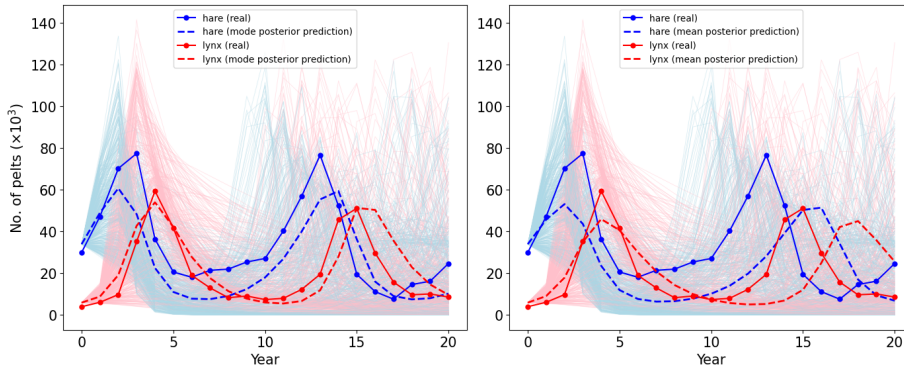 hare (real)
hare (mode posterior prediction)
lynx (real)
lynx (mode posterior prediction)
No. of pelts (×10³)
140
120
100
80
60
40
20
0
0 5 10 15 20
Year
hare (real)
hare (mean posterior prediction)
lynx (real)
lynx (mean posterior prediction)
140
120
100
80
60
40
20
0
0 5 10 15 20
Year